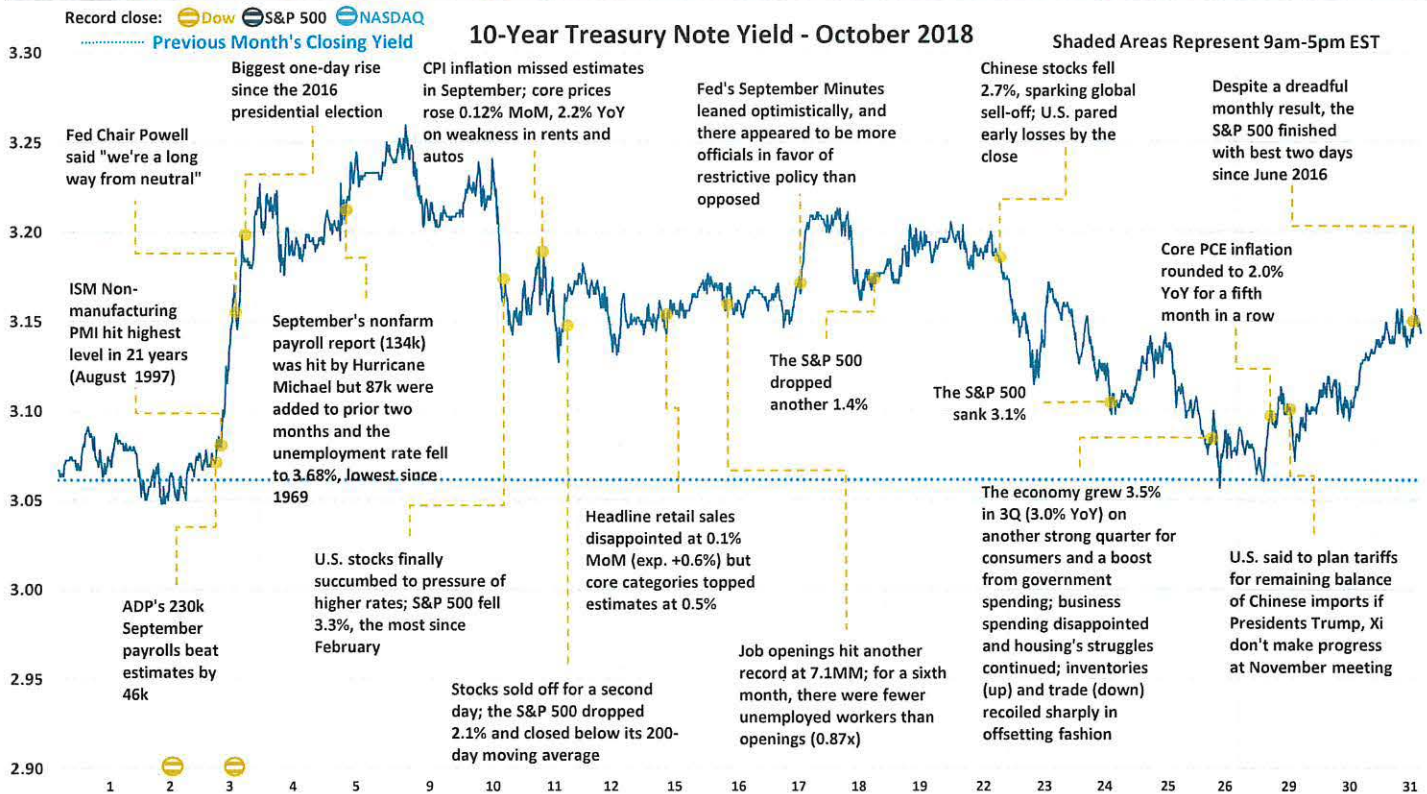 Record close: Dow S&P 500 NASDAQ
Previous Month's Closing Yield
10-Year Treasury Note Yield - October 2018
Shaded Areas Represent 9am-5pm EST
3.30
3.25
3.20
3.15
3.10
3.05
3.00
2.95
2.90
Fed Chair Powell
said "we're a long
way from neutral"
Biggest one-day rise
since the 2016
presidential election
CPI inflation missed estimates
in September; core prices
rose 0.12% MoM, 2.2% YoY
on weakness in rents and
autos
Fed's September Minutes
leaned optimistically, and
there appeared to be more
officials in favor of
restrictive policy than
opposed
Chinese stocks fell
2.7%, sparking global
sell-off; U.S. pared
early losses by the
close
Despite a dreadful
monthly result, the
S&P 500 finished
with best two days
since June 2016
ISM Non-
manufacturing
PMI hit highest
level in 21 years
(August 1997)
September's nonfarm
payroll report (134k)
was hit by Hurricane
Michael but 87k were
added to prior two
months and the
unemployment rate fell
to 3.68%, lowest since
1969
The S&P 500
dropped
another 1.4%
The S&P 500
sank 3.1%
Core PCE inflation
rounded to 2.0%
YoY for a fifth
month in a row
ADP's 230k
September
payrolls beat
estimates by
46k
U.S. stocks finally
succumbed to pressure of
higher rates; S&P 500 fell
3.3%, the most since
February
Stocks sold off for a second
day; the S&P 500 dropped
2.1% and closed below its 200-
day moving average
Headline retail sales
disappointed at 0.1%
MoM (exp. +0.6%) but
core categories topped
estimates at 0.5%
Job openings hit another
record at 7.1MM; for a sixth
month, there were fewer
unemployed workers than
openings (0.87x)
The economy grew 3.5%
in 3Q (3.0% YoY) on
another strong quarter for
consumers and a boost
from government
spending; business
spending disappointed
and housing's struggles
continued; inventories
(up) and trade (down)
recoiled sharply in
offsetting fashion
U.S. said to plan tariffs
for remaining balance
of Chinese imports if
Presidents Trump, Xi
don't make progress
at November meeting
1 2 3 4 5 9 10 11 12 15 16 17 18 19 22 23 24 25 26 29 30 31